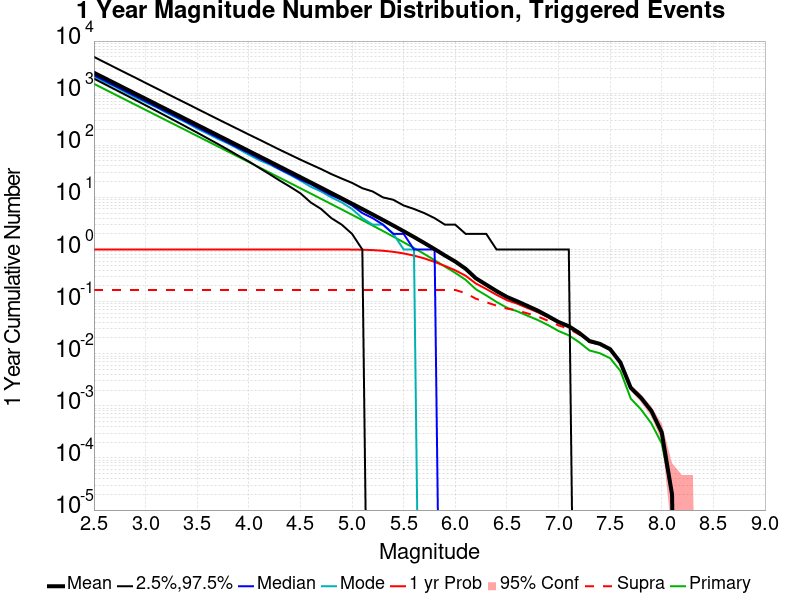 1 Year Magnitude Number Distribution, Triggered Events
1 Year Cumulative Number
10^4
10^3
10^2
10^1
10^0
10^-1
10^-2
10^-3
10^-4
10^-5
2.5 3.0 3.5 4.0 4.5 5.0 5.5 6.0 6.5 7.0 7.5 8.0 8.5 9.0
Magnitude
Mean 2.5%,97.5% Median Mode 1 yr Prob 95% Conf Supra Primary